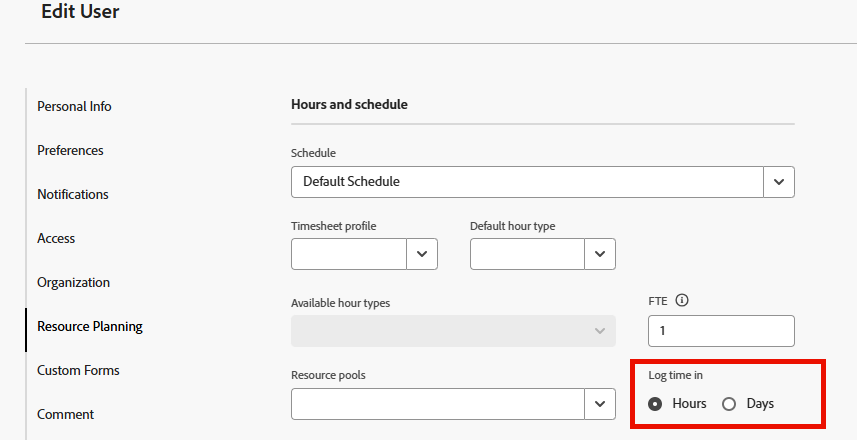 Edit User
Personal Info
Preferences
Notifications
Access
Organization
Resource Planning
Custom Forms
Comment
Hours and schedule
Schedule
Default Schedule
Timesheet profile
Default hour type
Available hour types
FTE
1
Resource pools
Log time in
Hours
Days